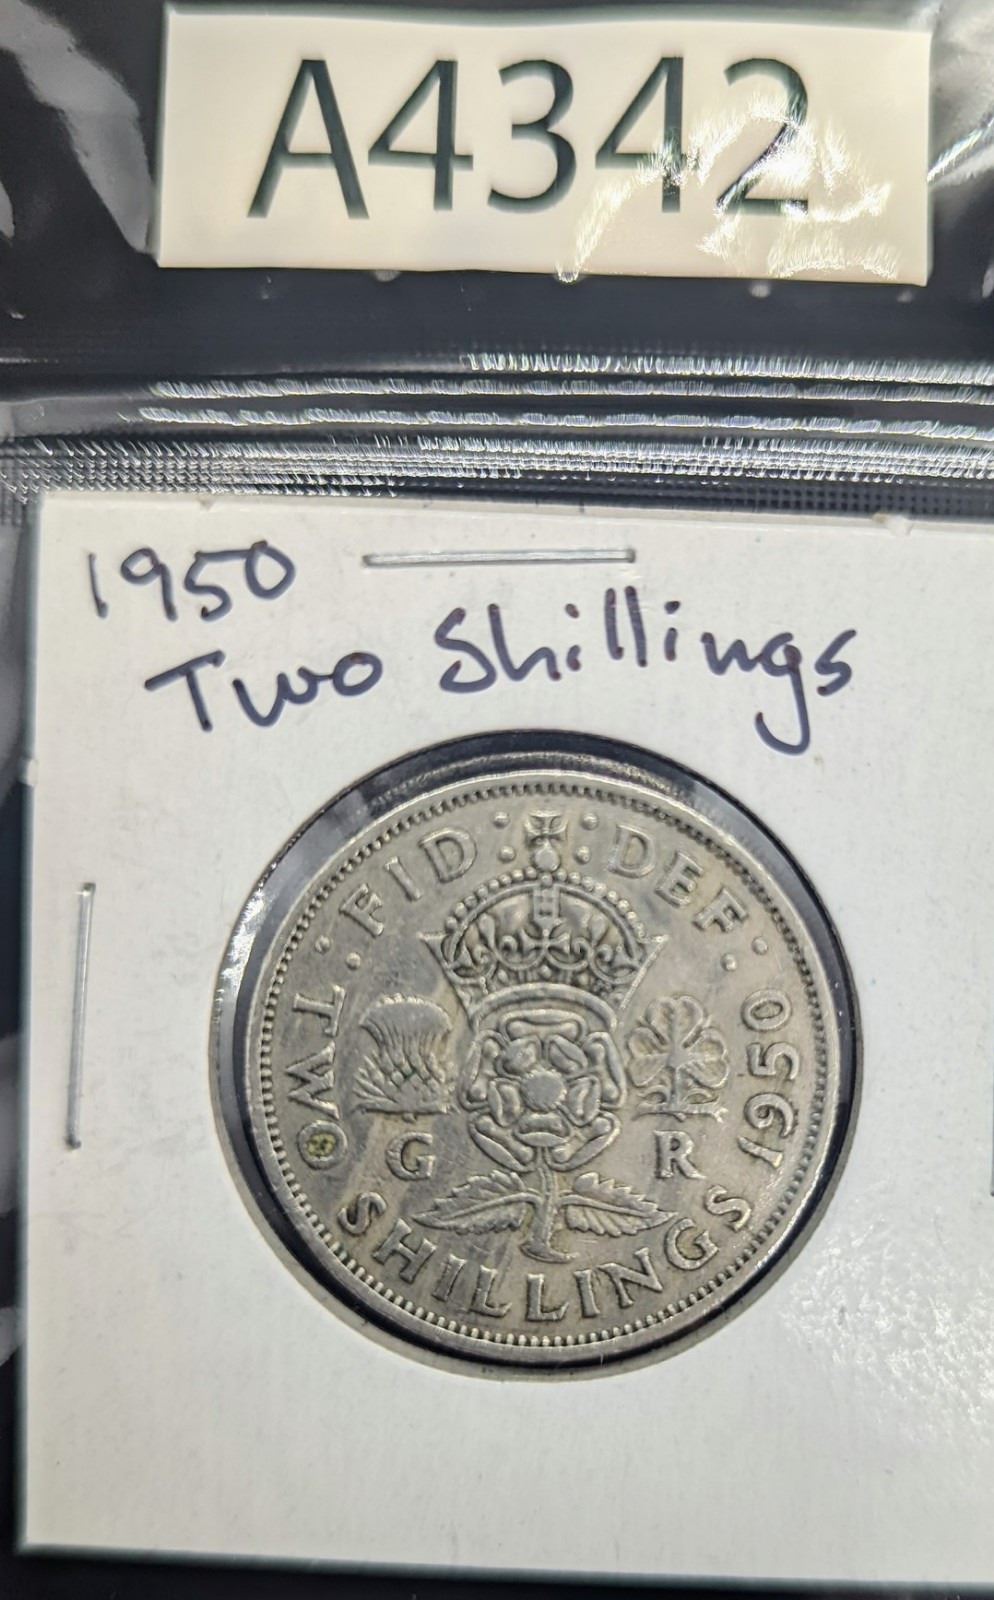 A4342
1950
Two Shillings
· FID : DEF ·
TWO SHILLINGS 1950
G R